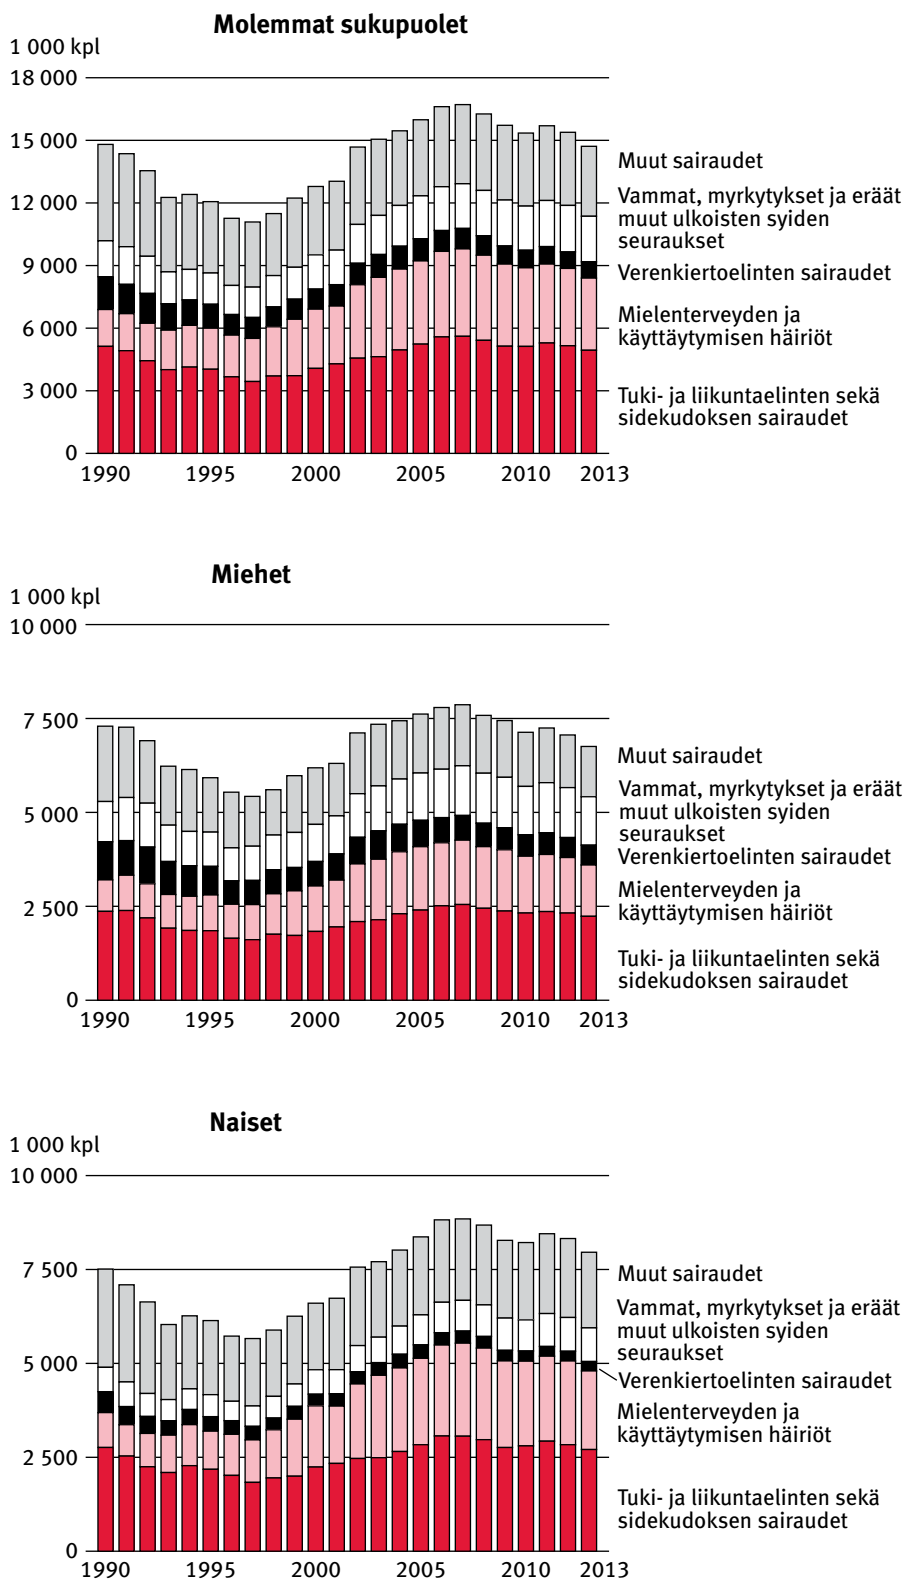 Molemmat sukupuolet
1 000 kpl
18 000
15 000
12 000
9 000
6 000
3 000
0
1990
1995
2000
2005
2010
2013
Muut sairaudet
Vammat, myrkytykset ja eräät
muut ulkoisten syiden
seuraukset
Verenkiertoelinten sairaudet
Mielenterveyden ja
käyttäytymisen häiriöt
Tuki- ja liikuntaelinten sekä
sidekudoksen sairaudet
Miehet
1 000 kpl
10 000
7 500
5 000
2 500
0
1990
1995
2000
2005
2010
2013
Muut sairaudet
Vammat, myrkytykset ja eräät
muut ulkoisten syiden
seuraukset
Verenkiertoelinten sairaudet
Mielenterveyden ja
käyttäytymisen häiriöt
Tuki- ja liikuntaelinten sekä
sidekudoksen sairaudet
Naiset
1 000 kpl
10 000
7 500
5 000
2 500
0
1990
1995
2000
2005
2010
2013
Muut sairaudet
Vammat, myrkytykset ja eräät
muut ulkoisten syiden
seuraukset
Verenkiertoelinten sairaudet
Mielenterveyden ja
käyttäytymisen häiriöt
Tuki- ja liikuntaelinten sekä
sidekudoksen sairaudet